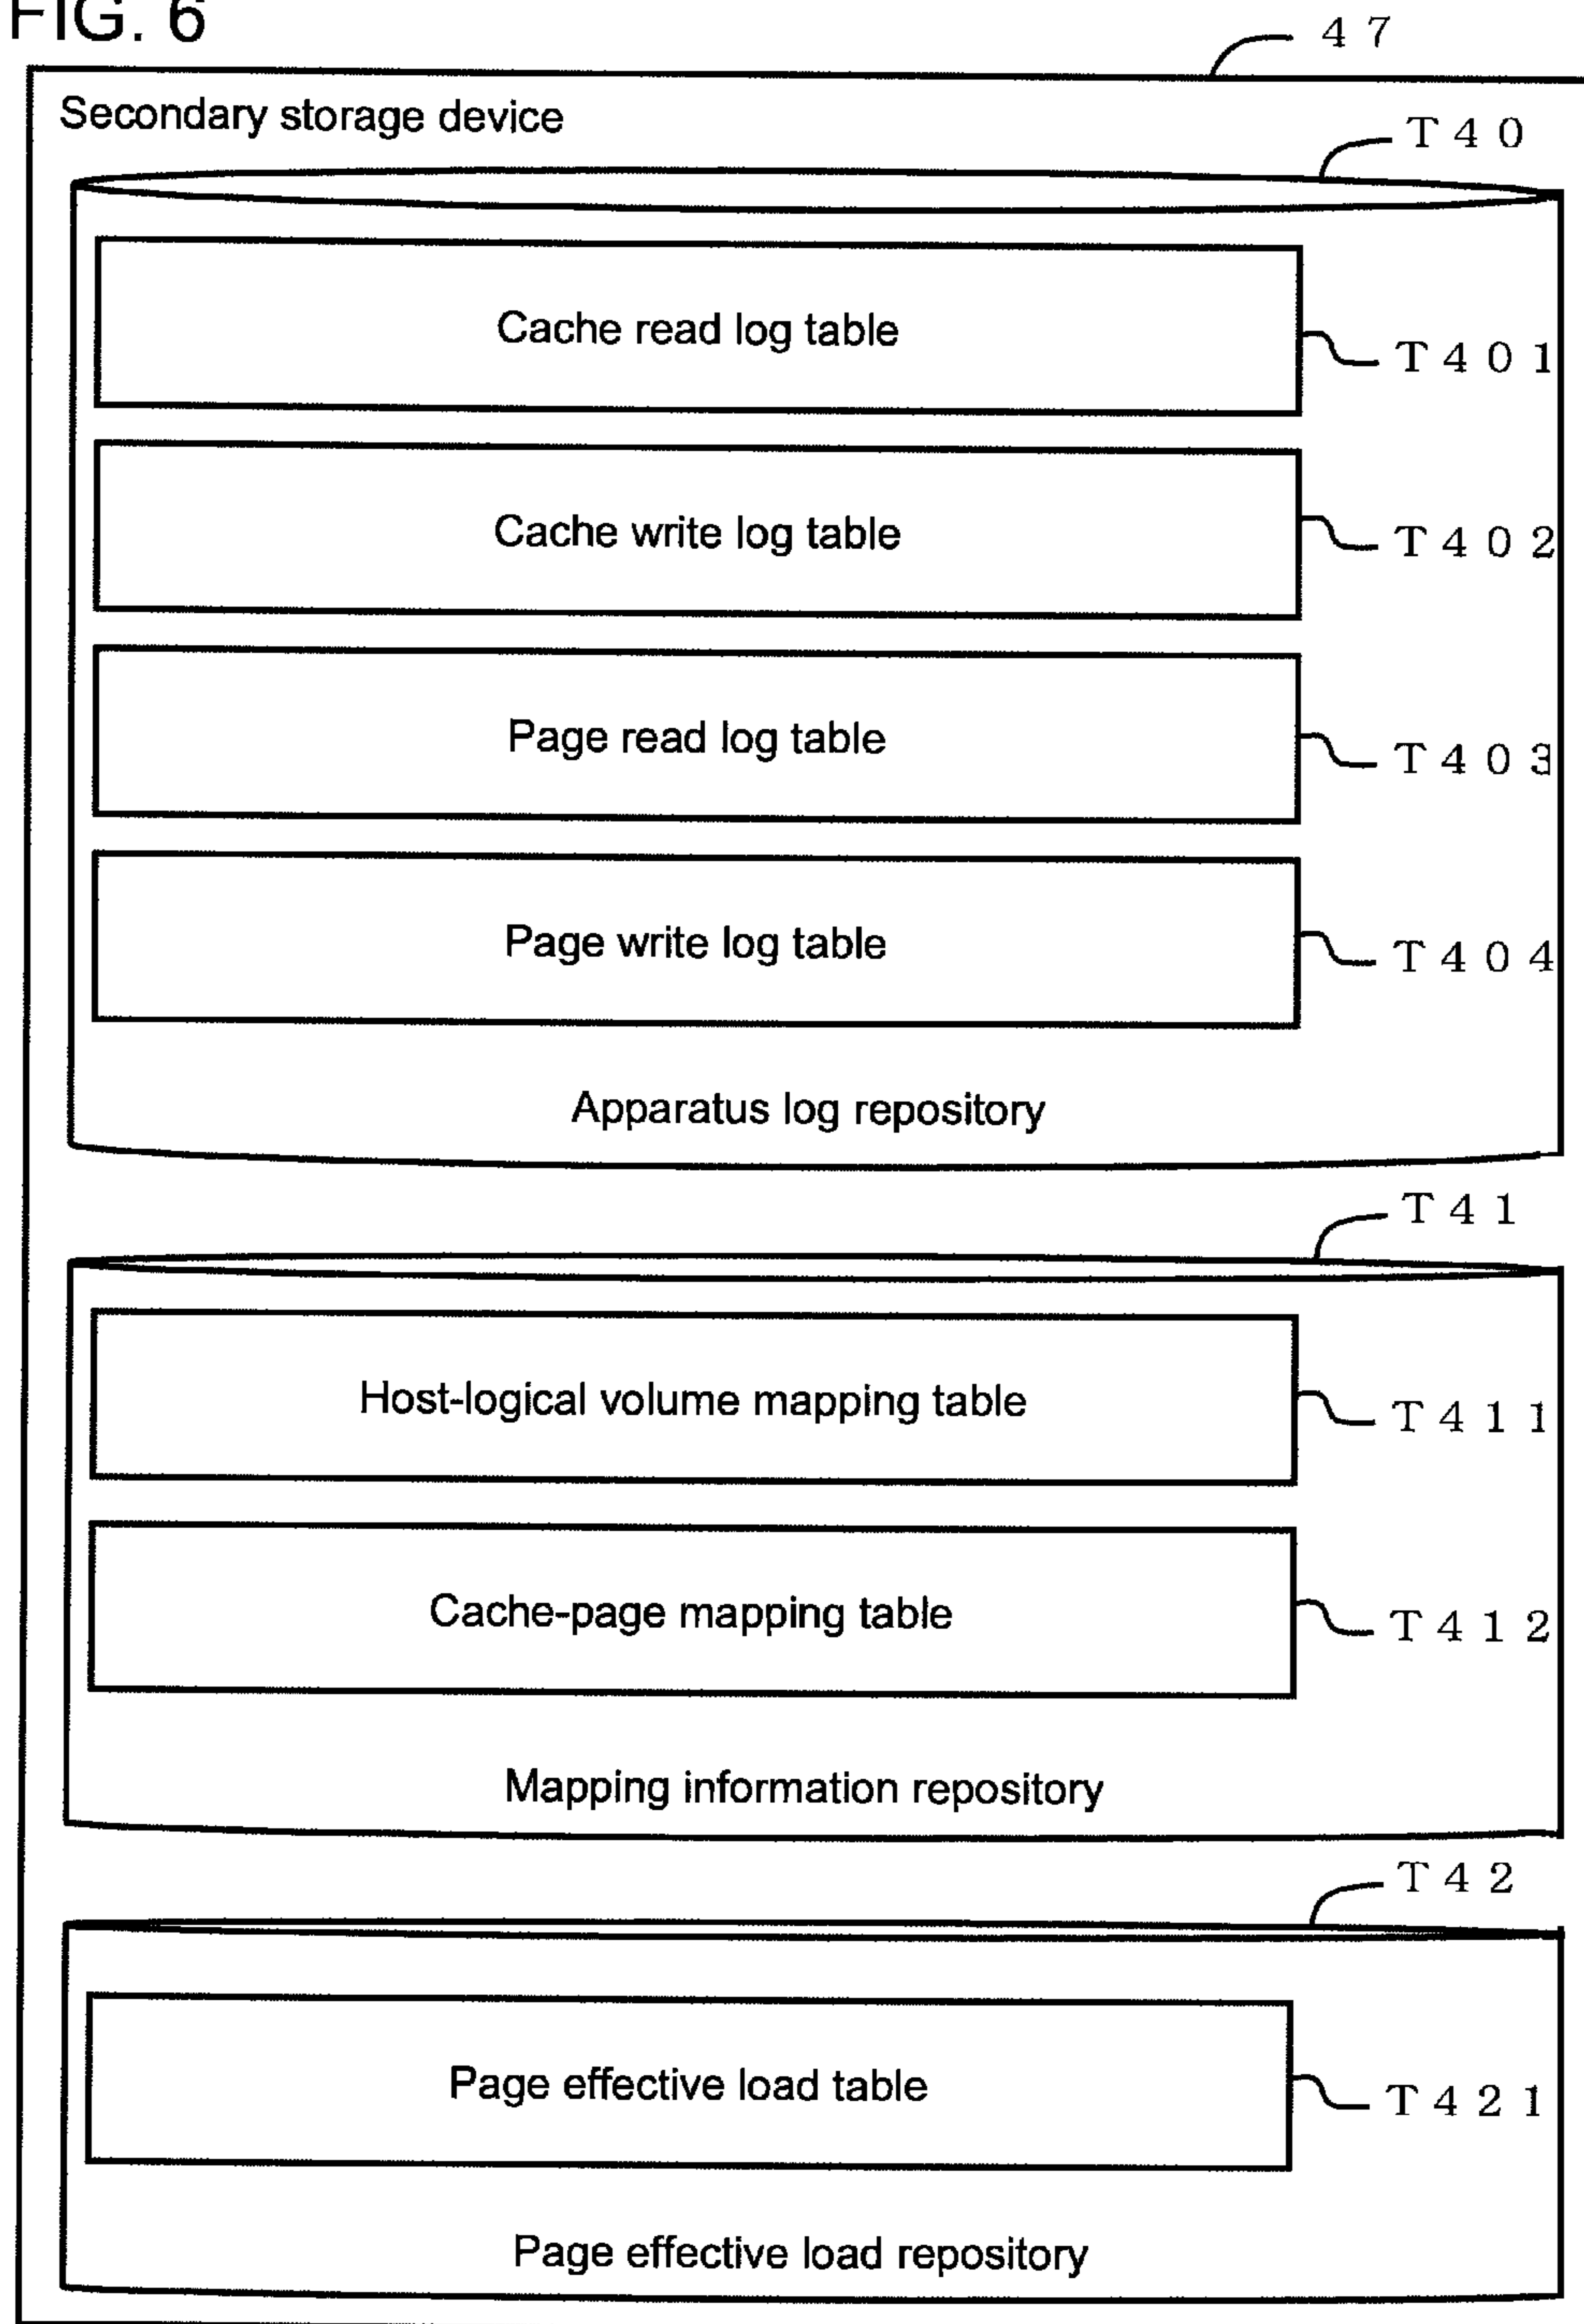 FIG. 6
47
Secondary storage device
T40
Cache read log table
T401
Cache write log table
T402
Page read log table
T403
Page write log table
T404
Apparatus log repository
T41
Host-logical volume mapping table
T411
Cache-page mapping table
T412
Mapping information repository
T42
Page effective load table
T421
Page effective load repository